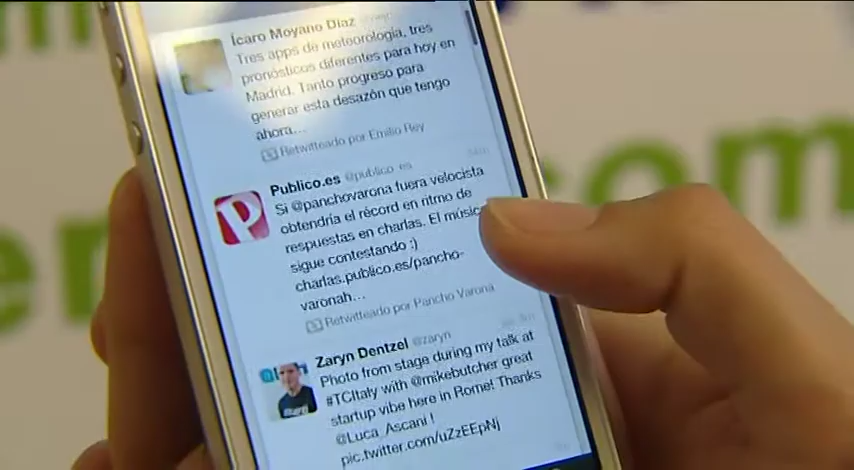 Ícaro Moyano Díaz
Tres apps de meteorología, tres
pronósticos diferentes para hoy en
Madrid. Tanto progreso para
generar esta desazón que tengo
ahora...
Retwitteado por Emilio Rey
Publico.es @publico_es
Si @panchovarona fuera velocista
obtendría el récord en ritmo de
respuestas en charlas. El músic
sigue contestando :)
charlas.publico.es/pancho-
varonah...
Retwitteado por Pancho Varona
Zaryn Dentzel @zaryn
Photo from stage during my talk at
#TCItaly with @mikebutcher great
startup vibe here in Rome! Thanks
@Luca_Ascani !
pic.twitter.com/uZzEEpNj
com
e